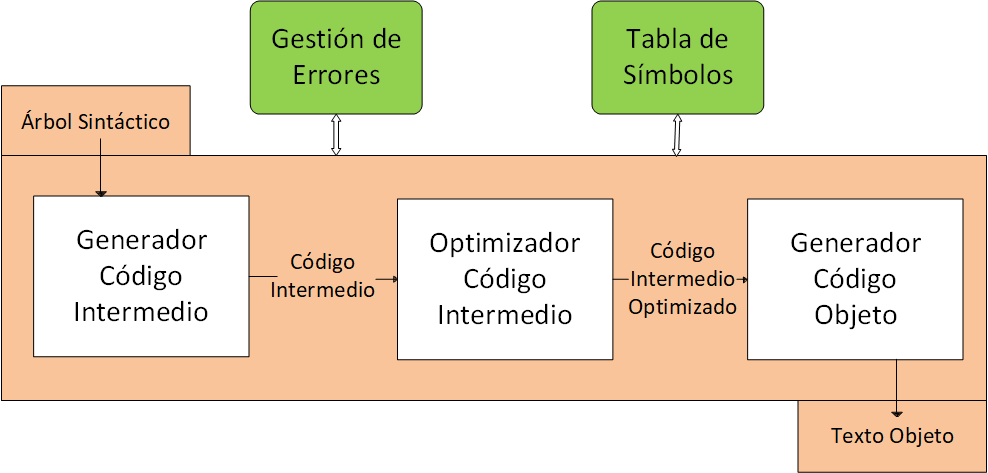 Gestión de
Errores
Tabla de
Símbolos
Árbol Sintáctico
Generador
Código
Intermedio
Código
Intermedio
Optimizador
Código
Intermedio
Código
Intermedio
Optimizado
Generador
Código
Objeto
Texto Objeto